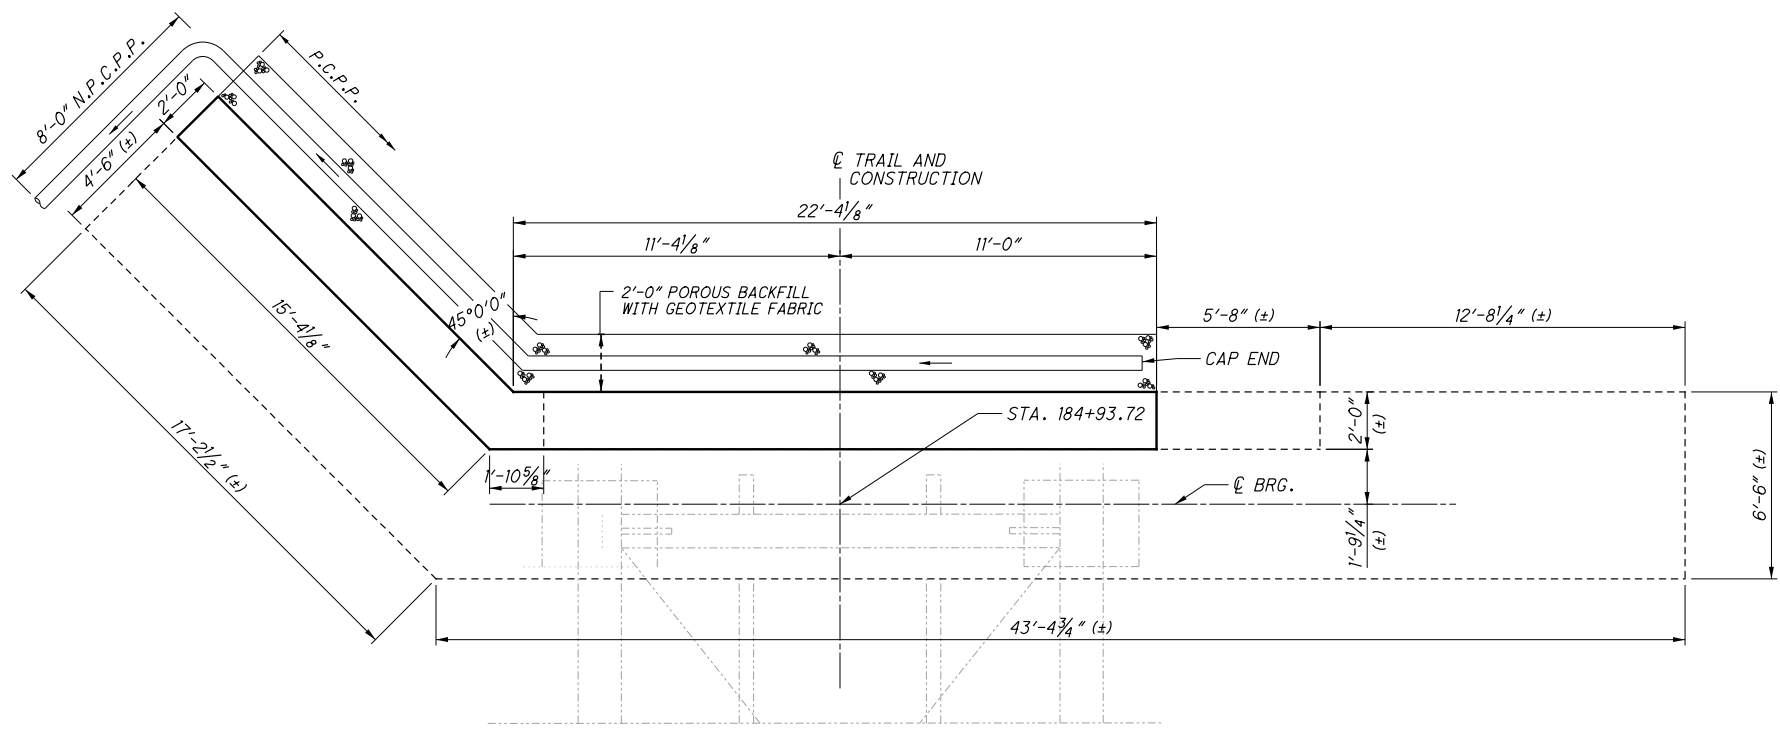 8'-0" N.P.C.P.P.
2'-0"
P.C.P.P.
4'-6" (±)
℄ TRAIL AND
CONSTRUCTION
22'-4⅛"
11'-4⅛"
11'-0"
2'-0" POROUS BACKFILL
WITH GEOTEXTILE FABRIC
45°0'0"
(±)
15'-4⅛"
5'-8" (±)
12'-8¼" (±)
CAP END
STA. 184+93.72
2'-0"
(±)
17'-2½" (±)
1'-10⅝"
℄ BRG.
1'-9¼"
(±)
6'-6" (±)
43'-4¾" (±)